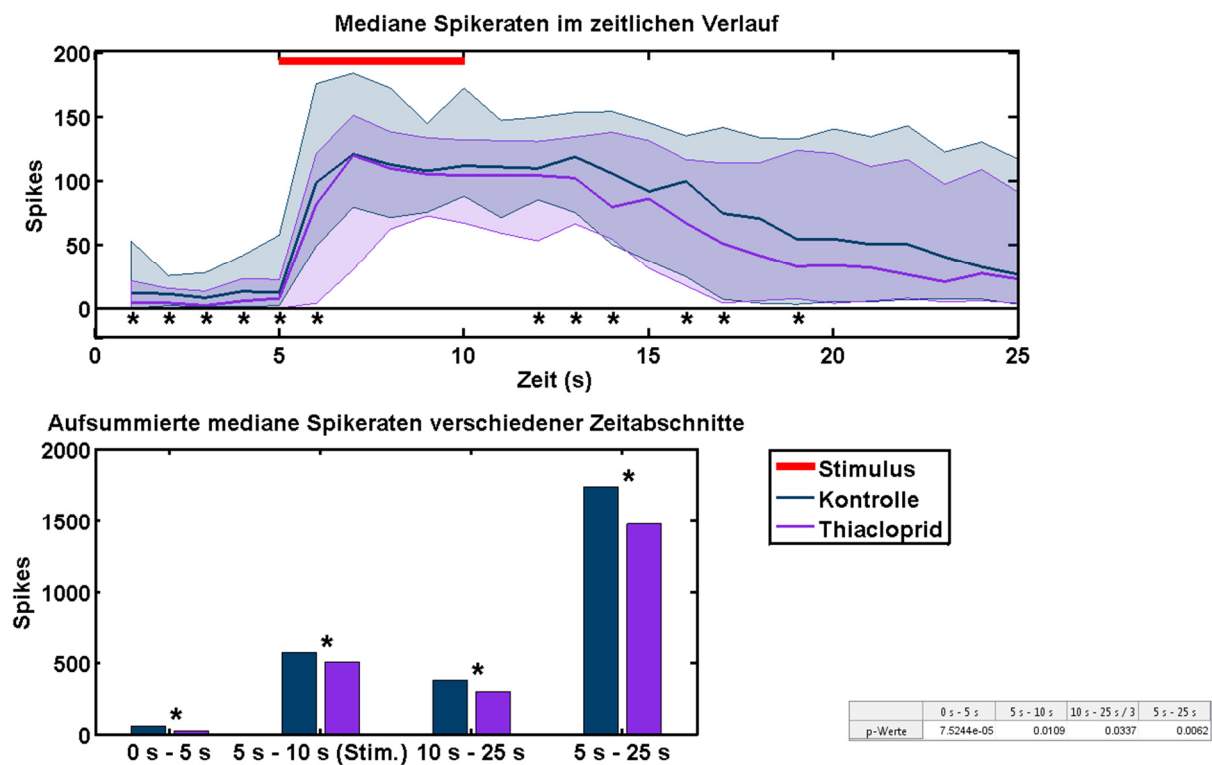 Mediane Spikeraten im zeitlichen Verlauf
200
150
100
50
0
Spikes
* * * * * * * * * * * *
0 5 10 15 20 25
Zeit (s)
Aufsummierte mediane Spikeraten verschiedener Zeitabschnitte
2000
1500
1000
500
0
Spikes
* * * *
0 s - 5 s 5 s - 10 s (Stim.) 10 s - 25 s 5 s - 25 s
Stimulus
Kontrolle
Thiacloprid
0 s - 5 s 5 s - 10 s 10 s - 25 s / 3 5 s - 25 s
p-Werte 7.5244e-05 0.0109 0.0337 0.0062